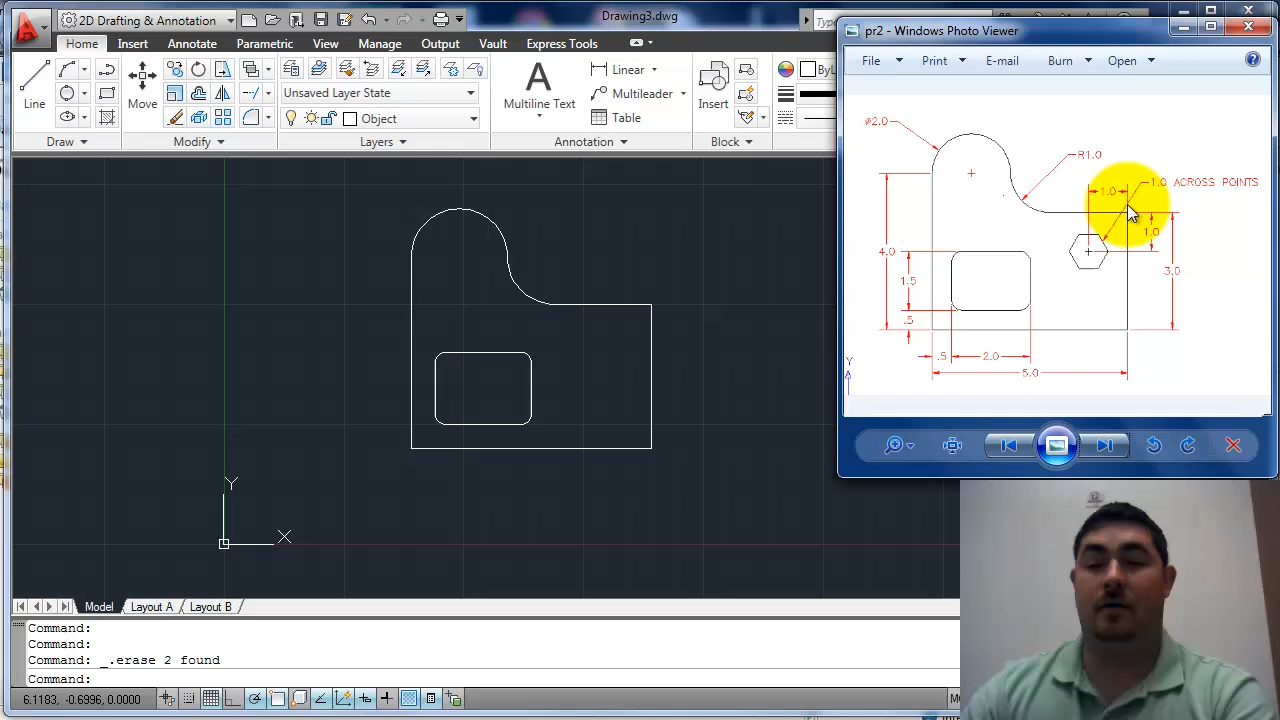 2D Drafting & Annotation
Drawing3.dwg
Home Insert Annotate Parametric View Manage Output Vault Express Tools
Line
Move
Multiline Text
Linear
Multileader
Table
Insert
ByL
Unsaved Layer State
Object
Draw
Modify
Layers
Annotation
Block
pr2 - Windows Photo Viewer
File Print E-mail Burn Open
Ø2.0
R1.0
1.0
1.0 ACROSS POINTS
1.0
4.0
1.5
3.0
.5
.5
2.0
5.0
Y
Y
X
Model Layout A Layout B
Command:
Command:
Command: _.erase 2 found
Command:
6.1193, -0.6996, 0.0000